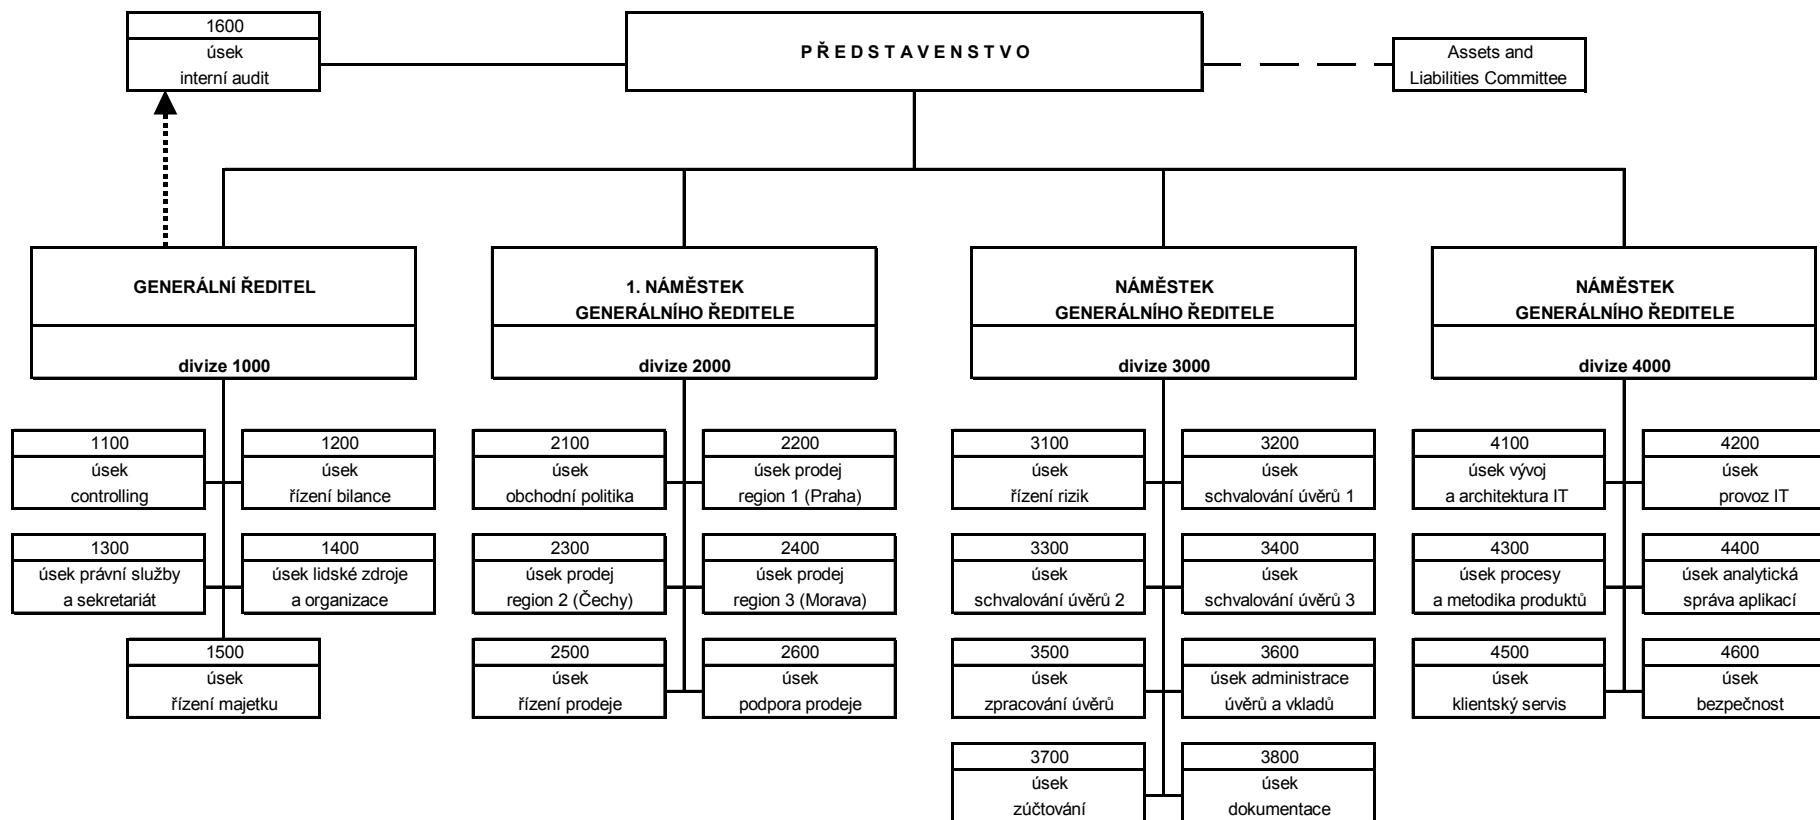 1600
úsek
interní audit
PŘEDSTAVENSTVO
Assets and
Liabilities Committee
GENERÁLNÍ ŘEDITEL
divize 1000
1. NÁMĚSTEK
GENERÁLNÍHO ŘEDITELE
divize 2000
NÁMĚSTEK
GENERÁLNÍHO ŘEDITELE
divize 3000
NÁMĚSTEK
GENERÁLNÍHO ŘEDITELE
divize 4000
1100
úsek
controlling
1200
úsek
řízení bilance
1300
úsek právní služby
a sekretariát
1400
úsek lidské zdroje
a organizace
1500
úsek
řízení majetku
2100
úsek
obchodní politika
2200
úsek prodej
region 1 (Praha)
2300
úsek prodej
region 2 (Čechy)
2400
úsek prodej
region 3 (Morava)
2500
úsek
řízení prodeje
2600
úsek
podpora prodeje
3100
úsek
řízení rizik
3200
úsek
schvalování úvěrů 1
3300
úsek
schvalování úvěrů 2
3400
úsek
schvalování úvěrů 3
3500
úsek
zpracování úvěrů
3600
úsek administrace
úvěrů a vkladů
3700
úsek
zúčtování
3800
úsek
dokumentace
4100
úsek vývoj
a architektura IT
4200
úsek
provoz IT
4300
úsek procesy
a metodika produktů
4400
úsek analytická
správa aplikací
4500
úsek
klientský servis
4600
úsek
bezpečnost